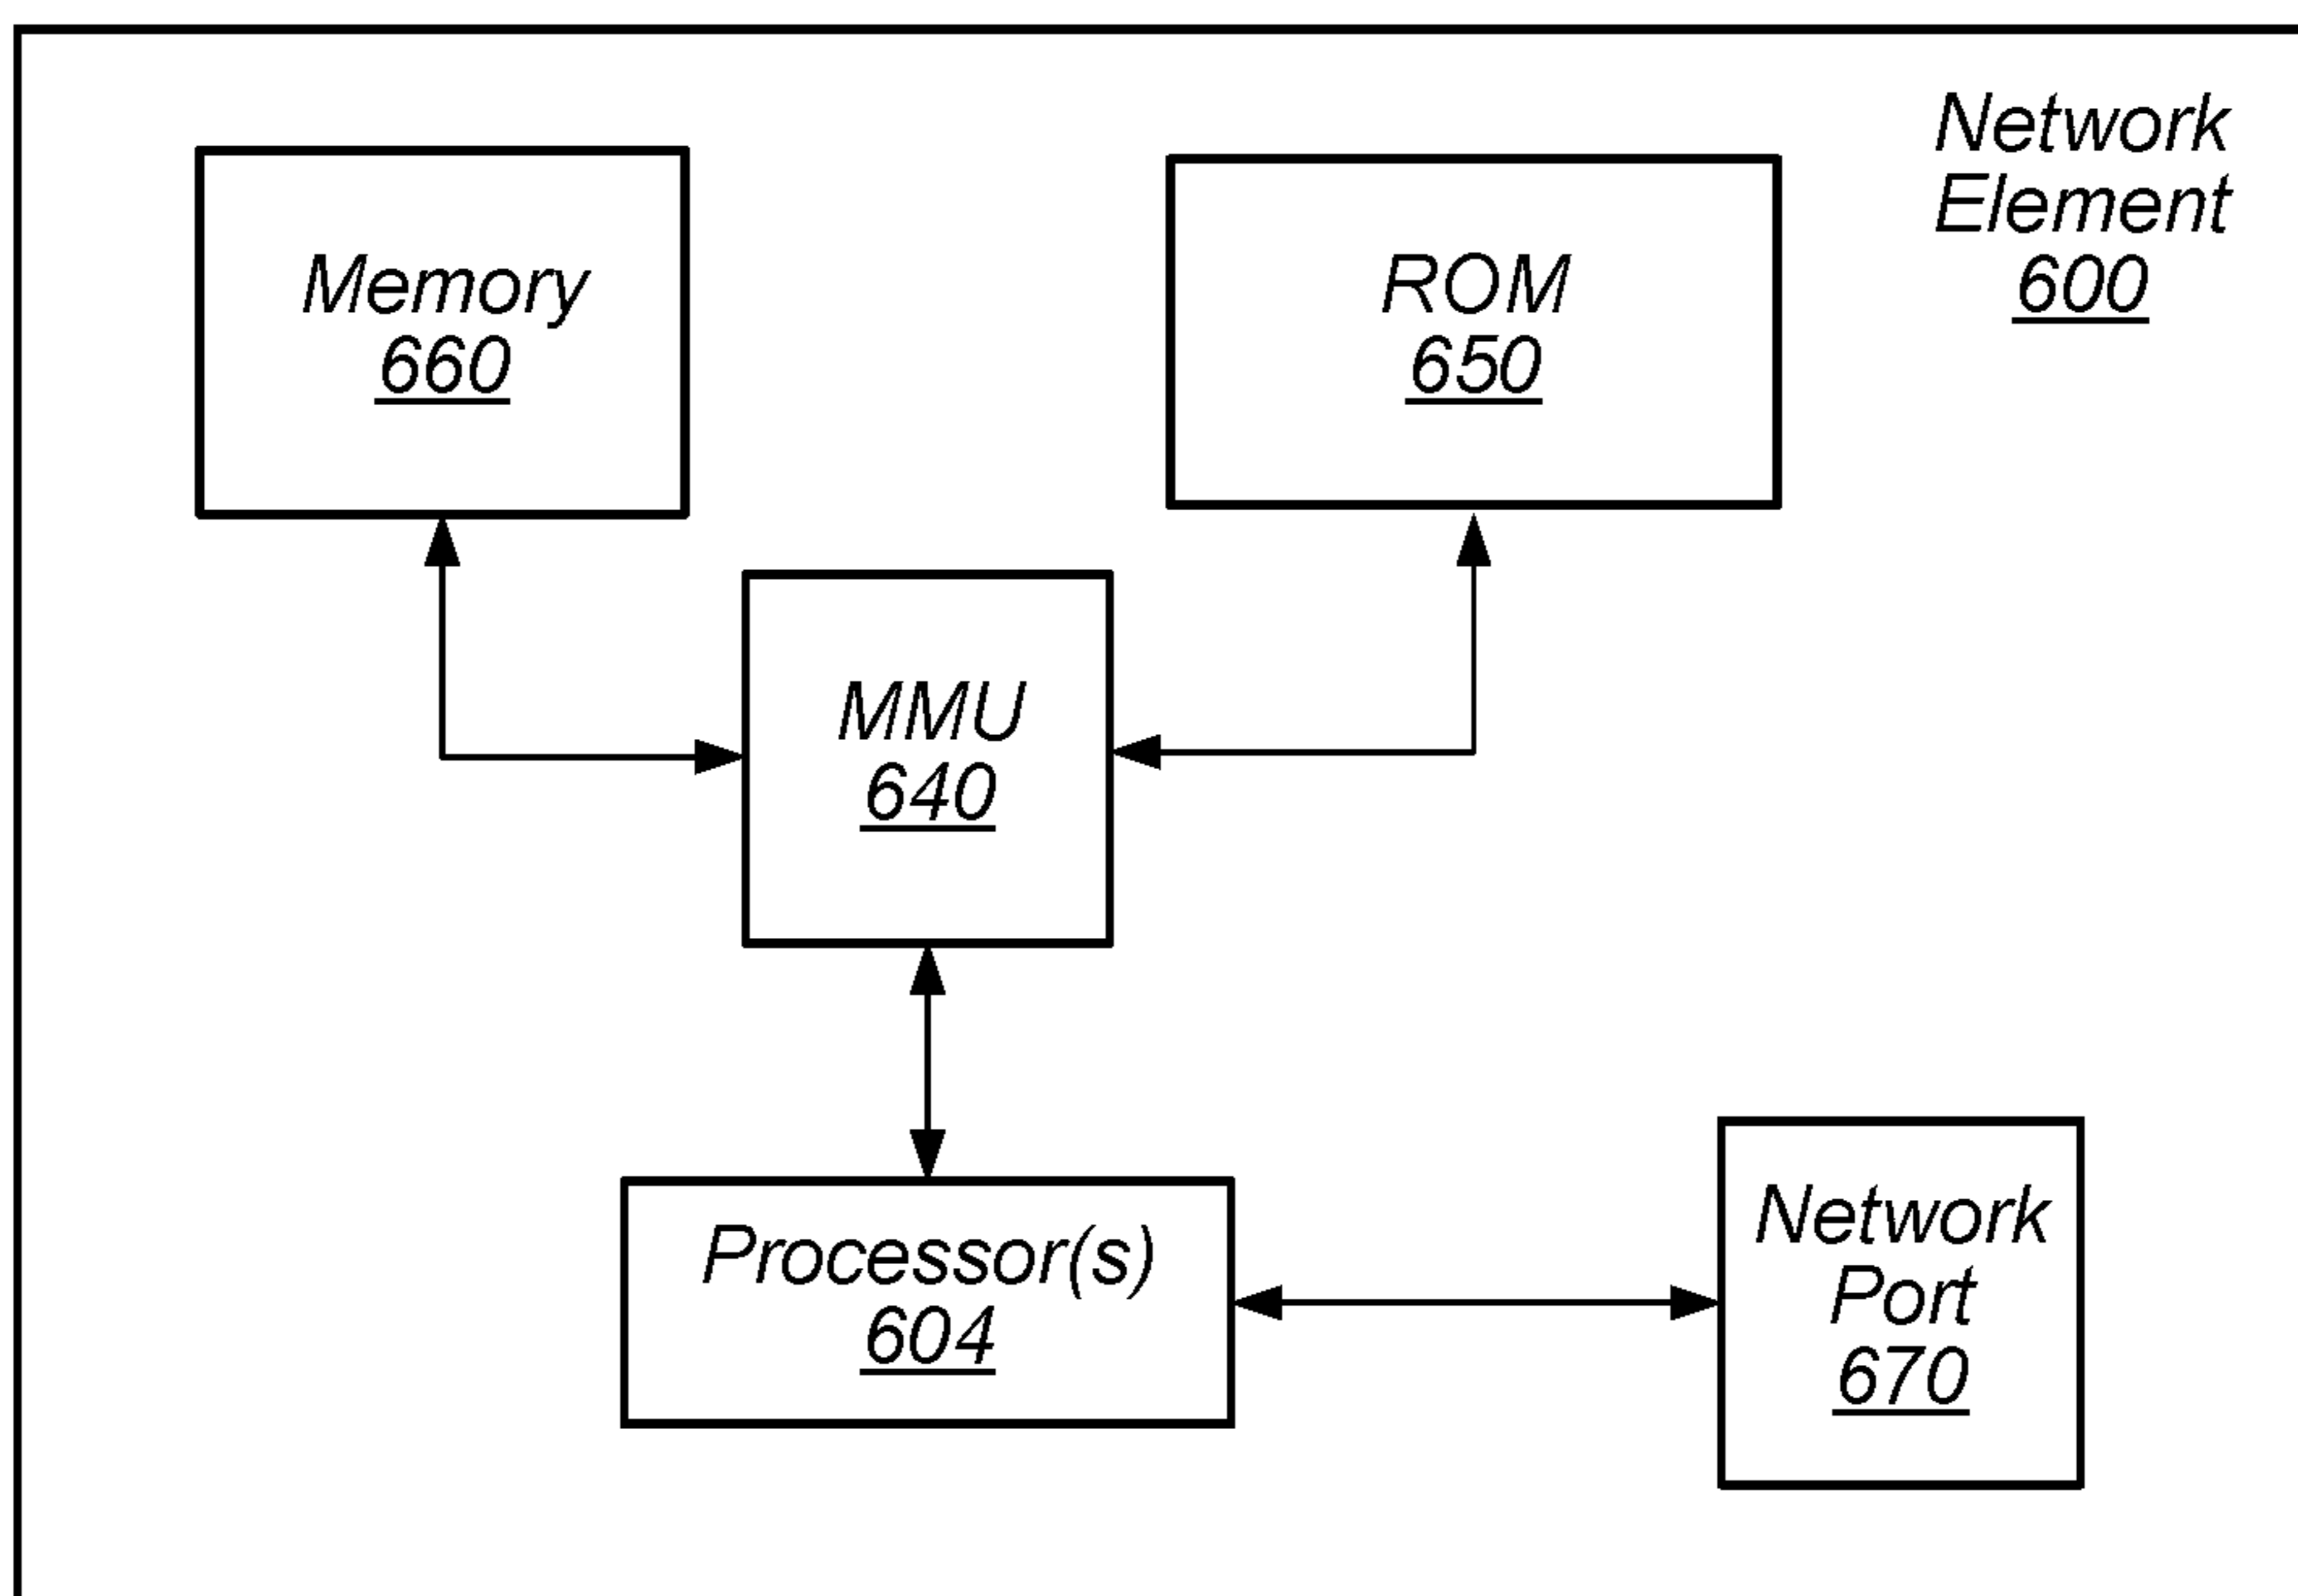 Network
Element
600
Memory
660
ROM
650
MMU
640
Processor(s)
604
Network
Port
670